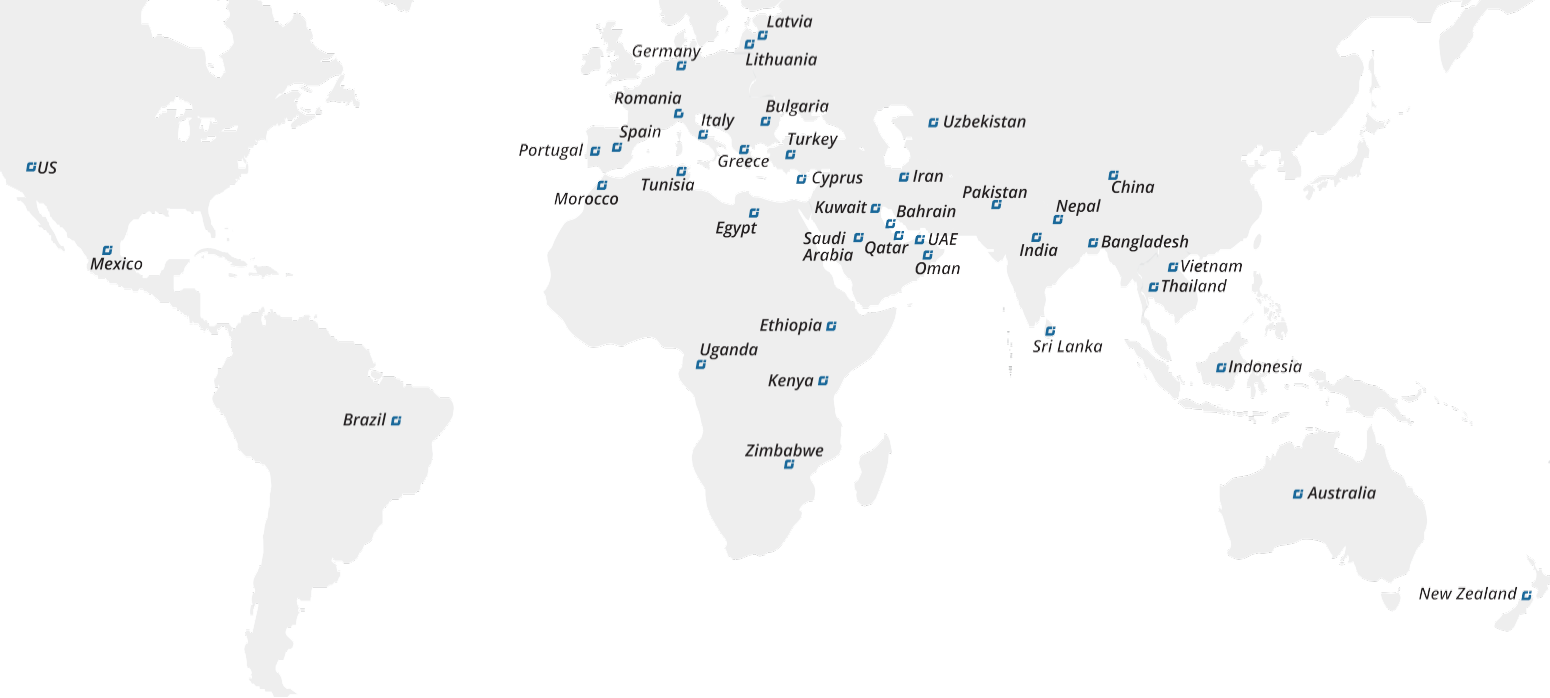 Latvia
Germany
Lithuania
Romania
Bulgaria
Italy
Uzbekistan
Spain
Turkey
Portugal
Greece
US
Cyprus
Iran
Tunisia
China
Morocco
Pakistan
Kuwait
Nepal
Bahrain
Egypt
Saudi
Arabia
Qatar
UAE
India
Bangladesh
Mexico
Oman
Vietnam
Thailand
Ethiopia
Sri Lanka
Uganda
Indonesia
Kenya
Brazil
Zimbabwe
Australia
New Zealand